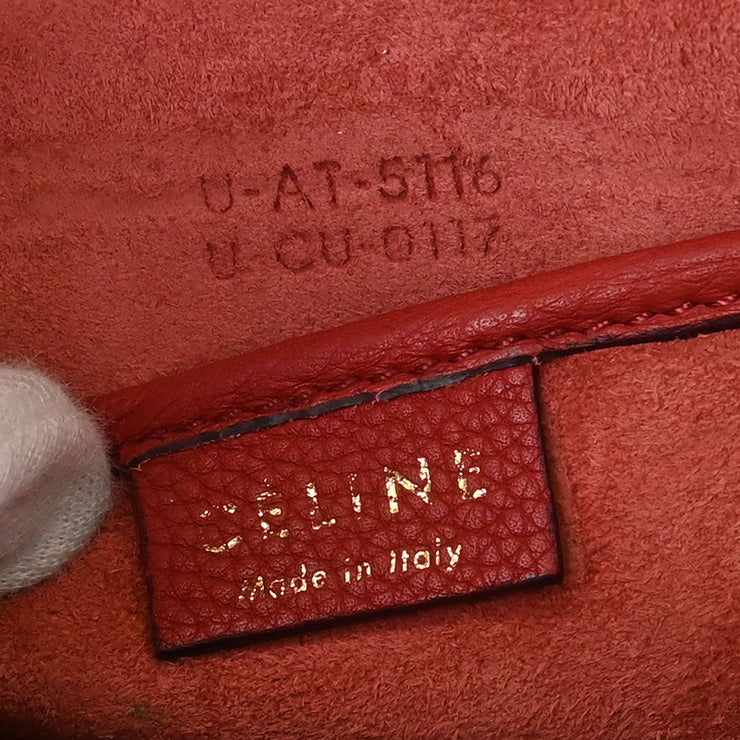 U-AT-5116
U-CU-0117
CÉLINE
Made in Italy